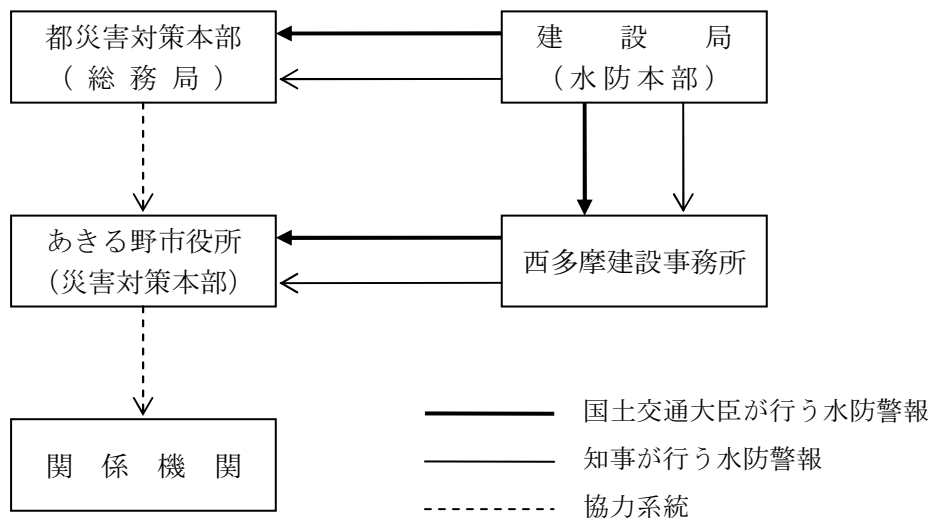 都災害対策本部
（総務局）
建設局
（水防本部）
あきる野市役所
（災害対策本部）
西多摩建設事務所
関係機関
国土交通大臣が行う水防警報
知事が行う水防警報
協力系統